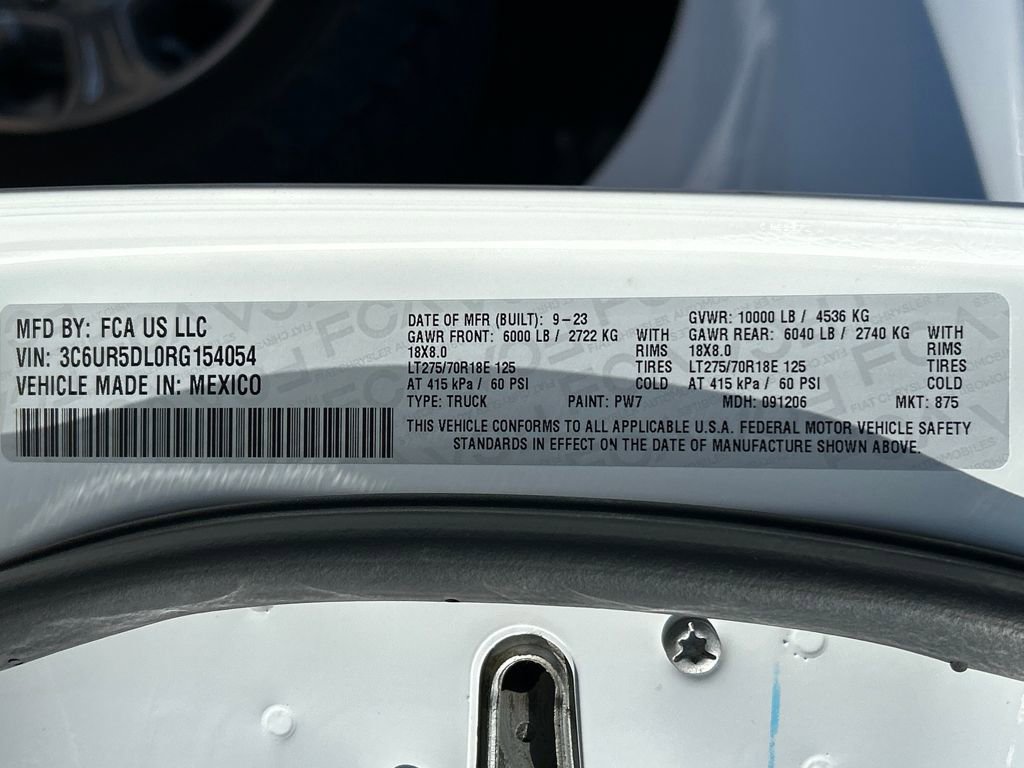 MFD BY: FCA US LLC
VIN: 3C6UR5DL0RG154054
VEHICLE MADE IN: MEXICO
DATE OF MFR (BUILT): 9-23
GAWR FRONT: 6000 LB / 2722 KG WITH
18X8.0 RIMS
LT275/70R18E 125 TIRES
AT 415 kPa / 60 PSI COLD
GVWR: 10000 LB / 4536 KG
GAWR REAR: 6040 LB / 2740 KG WITH
18X8.0 RIMS
LT275/70R18E 125 TIRES
AT 415 kPa / 60 PSI COLD
TYPE: TRUCK PAINT: PW7 MDH: 091206 MKT: 875
THIS VEHICLE CONFORMS TO ALL APPLICABLE U.S.A. FEDERAL MOTOR VEHICLE SAFETY
STANDARDS IN EFFECT ON THE DATE OF MANUFACTURE SHOWN ABOVE.